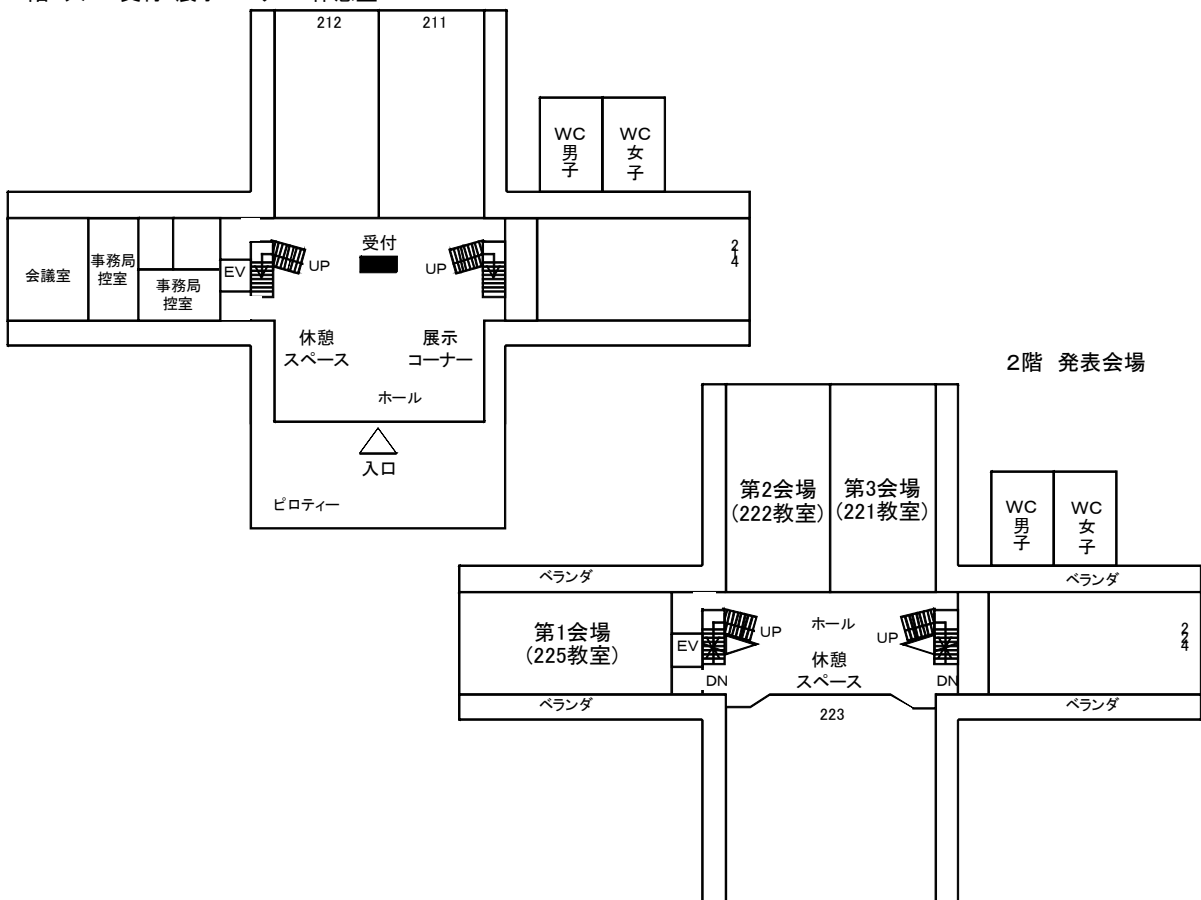 212
211
WC
男子
WC
女子
214
会議室
事務局
控室
事務局
控室
EV
UP
受付
UP
休憩
スペース
展示
コーナー
ホール
入口
ピロティー
2階 発表会場
第2会場
(222教室)
第3会場
(221教室)
WC
男子
WC
女子
ベランダ
ベランダ
第1会場
(225教室)
EV
UP
ホール
UP
224
休憩
スペース
DN
DN
ベランダ
ベランダ
223